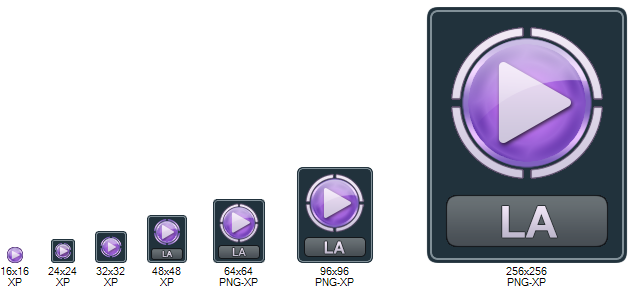 LA
LA
LA
LA
16x16
XP
24x24
XP
32x32
XP
48x48
XP
64x64
PNG-XP
96x96
PNG-XP
256x256
PNG-XP